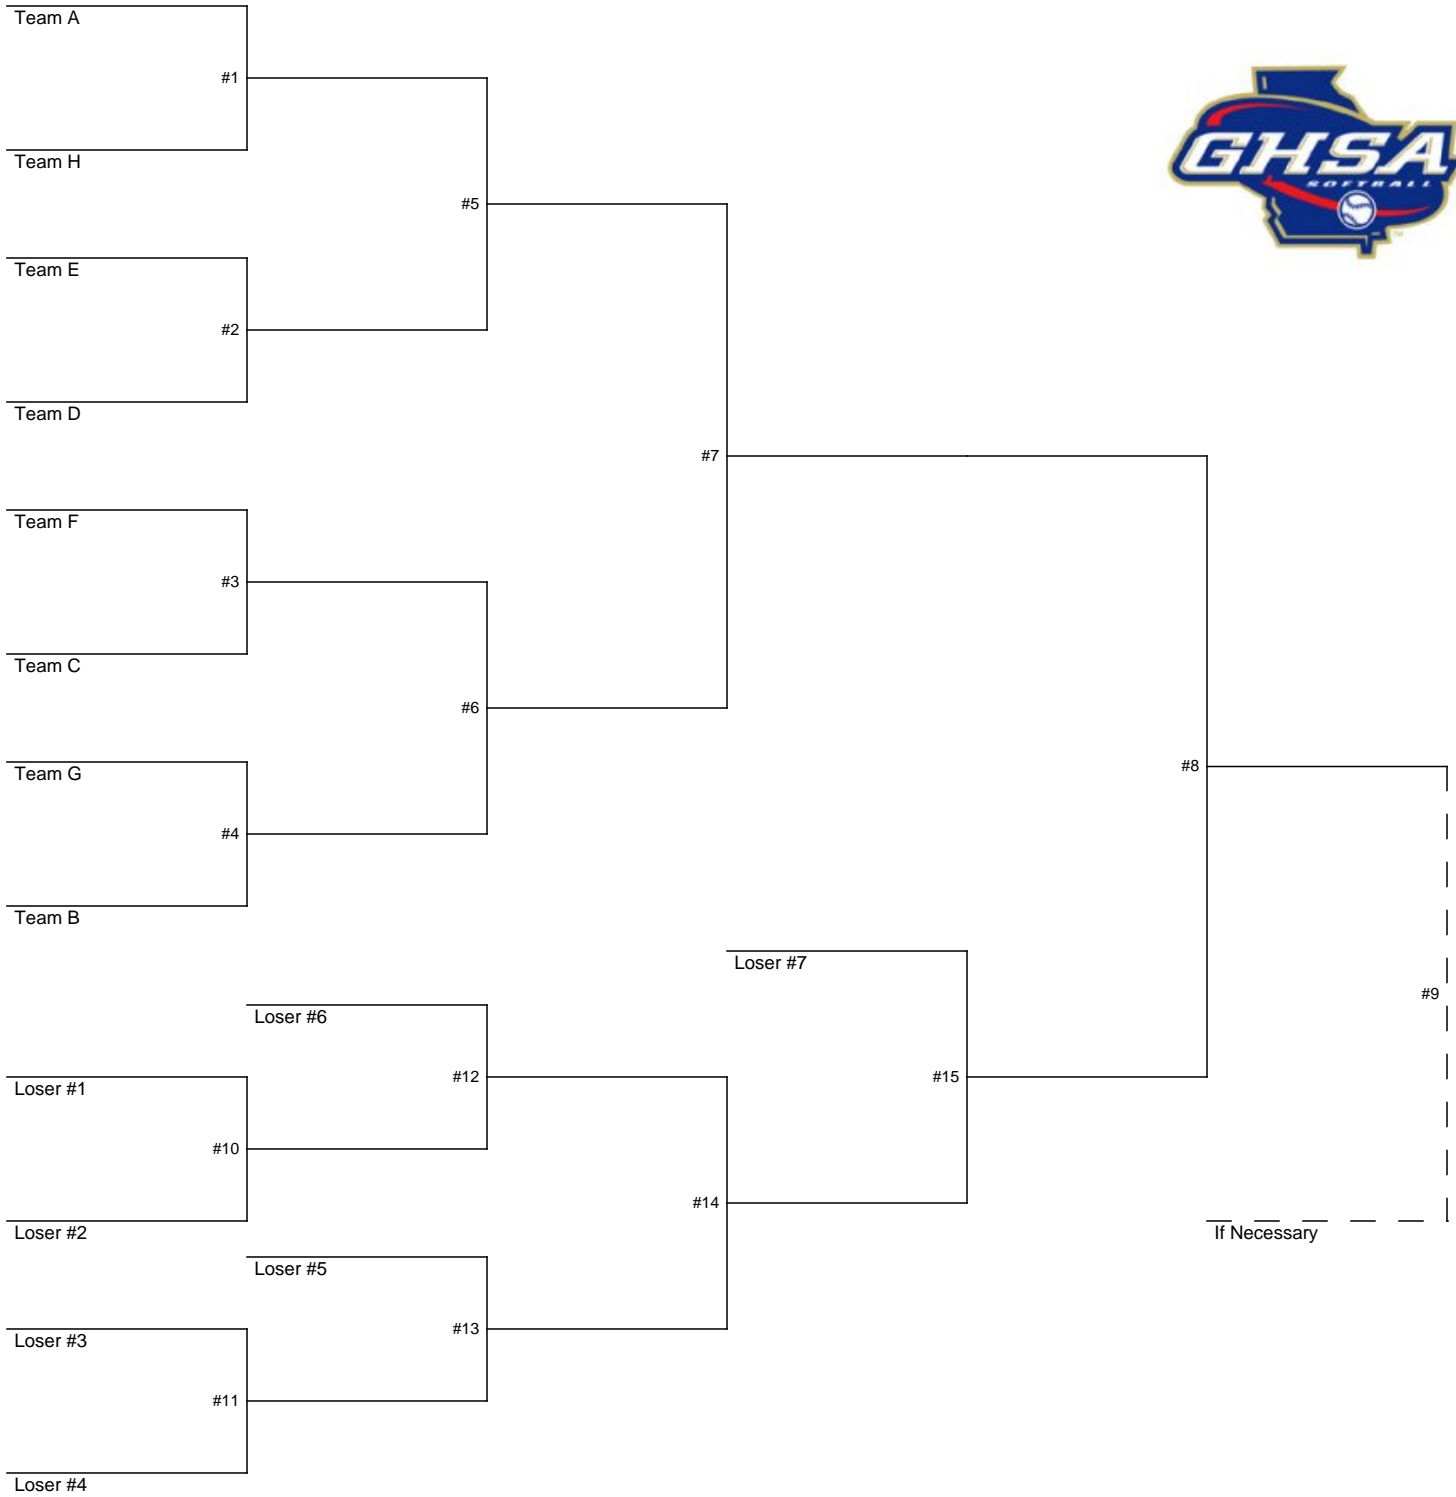 Team A
#1
Team H
#5
Team E
#2
Team D
#7
Team F
#3
Team C
#6
Team G
#4
Team B
#8
Loser #7
#9
Loser #6
Loser #1
#12
#15
#10
#14
Loser #2
If Necessary
Loser #5
Loser #3
#13
#11
Loser #4
GHSA
SOFTBALL
TM